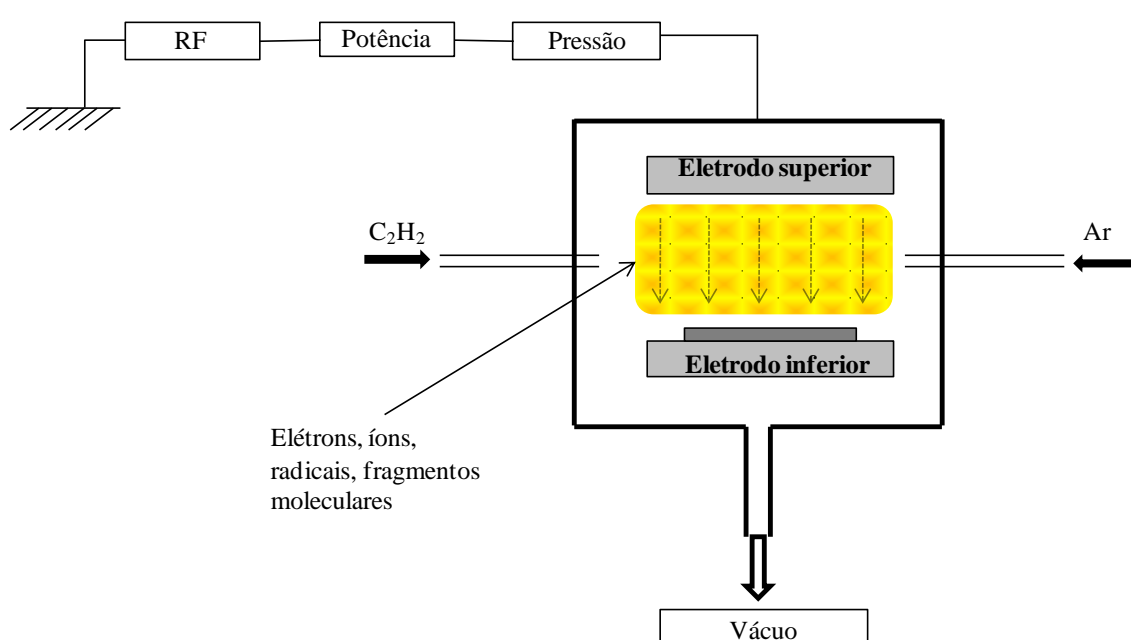 RF
Potência
Pressão
Eletrodo superior
C₂H₂
Ar
Eletrodo inferior
Elétrons, íons,
radicais, fragmentos
moleculares
Vácuo